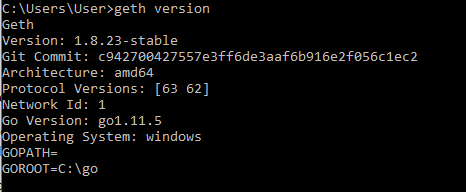 C:\Users\User>geth version
Geth
Version: 1.8.23-stable
Git Commit: c942700427557e3ff6de3aaf6b916e2f056c1ec2
Architecture: amd64
Protocol Versions: [63 62]
Network Id: 1
Go Version: go1.11.5
Operating System: windows
GOPATH=
GOROOT=C:\go